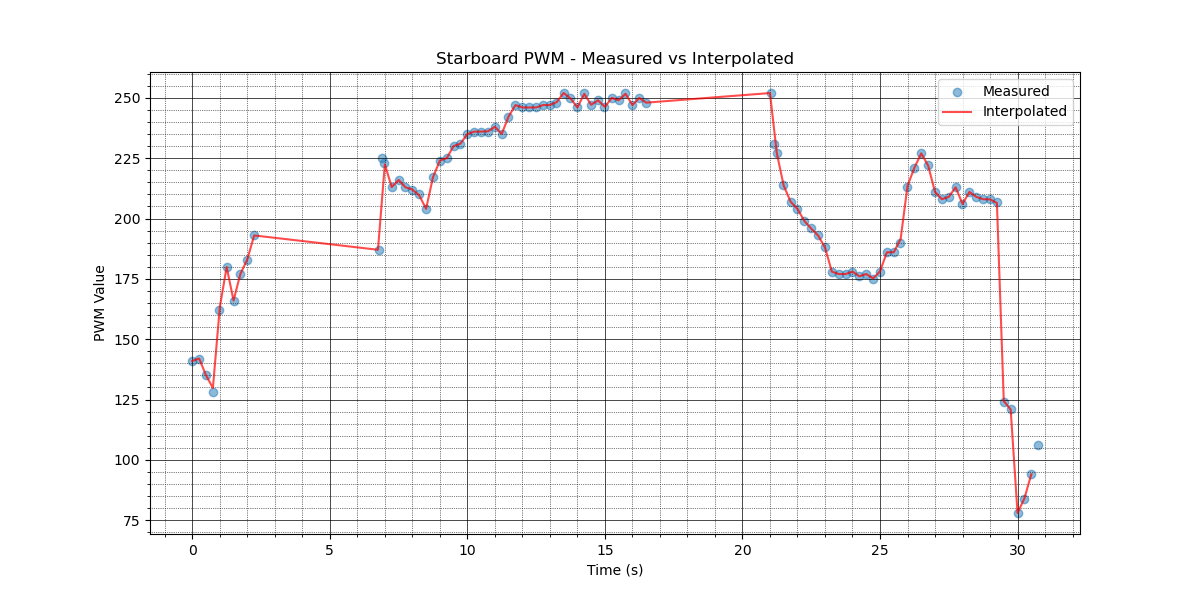 Starboard PWM - Measured vs Interpolated
Measured
Interpolated
PWM Value
250
225
200
175
150
125
100
75
0 5 10 15 20 25 30
Time (s)